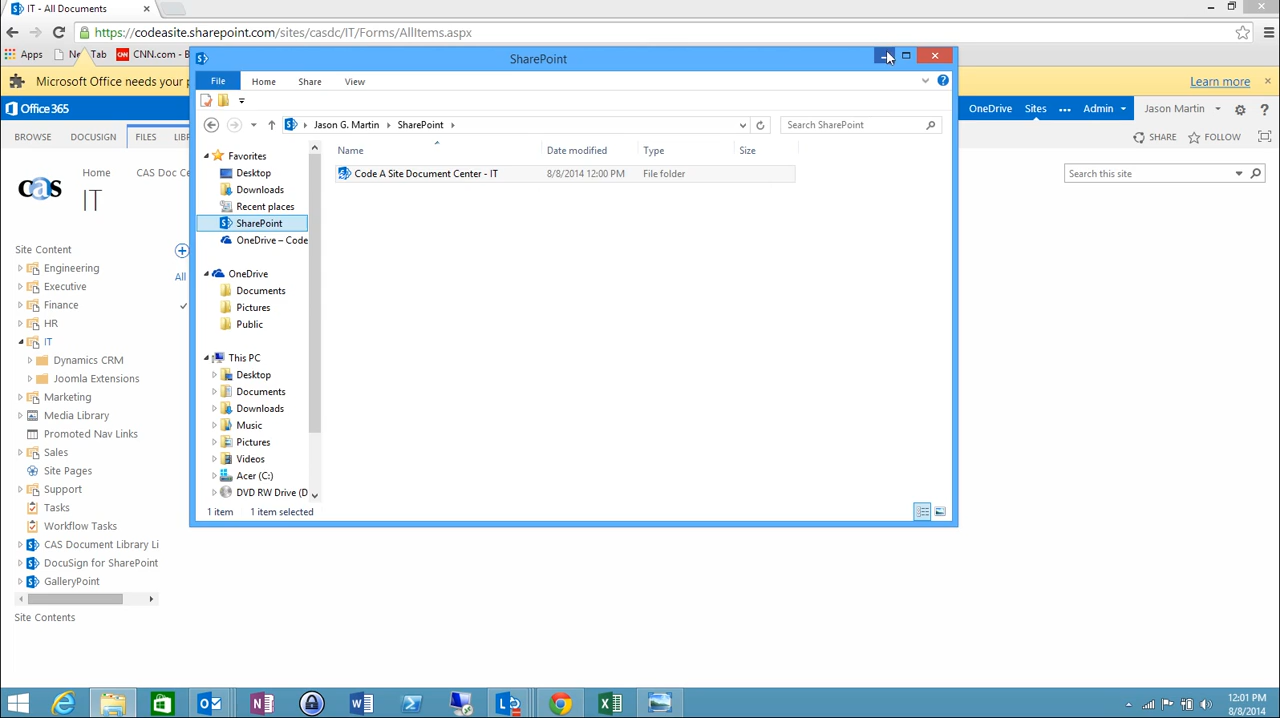 IT - All Documents
https://codeasite.sharepoint.com/sites/casdc/IT/Forms/AllItems.aspx
Apps
CNN.com - B
Microsoft Office needs your p
Learn more
Office365
OneDrive Sites ••• Admin Jason Martin ?
BROWSE DOCUSIGN FILES LIB
SHARE FOLLOW
Home CAS Doc C
cas
IT
Search this site
Site Content
Engineering
Executive
Finance
HR
IT
Dynamics CRM
Joomla Extensions
Marketing
Media Library
Promoted Nav Links
Sales
Site Pages
Support
Tasks
Workflow Tasks
CAS Document Library Li
DocuSign for SharePoint
GalleryPoint
Site Contents
All
SharePoint
File Home Share View
Jason G. Martin SharePoint
Search SharePoint
Name Date modified Type Size
Code A Site Document Center - IT 8/8/2014 12:00 PM File folder
Favorites
Desktop
Downloads
Recent places
SharePoint
OneDrive – Code
OneDrive
Documents
Pictures
Public
This PC
Desktop
Documents
Downloads
Music
Pictures
Videos
Acer (C:)
DVD RW Drive (D
1 item 1 item selected
12:01 PM
8/8/2014